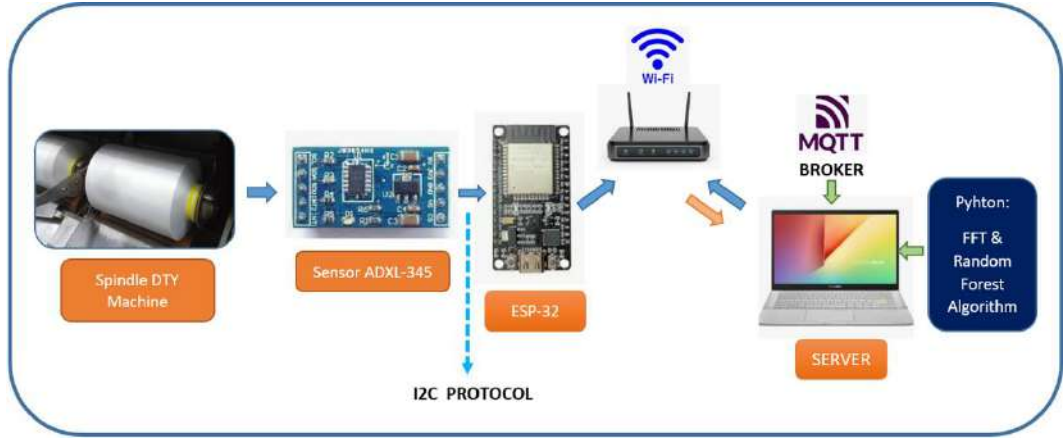 Wi-Fi
MQTT
BROKER
Pyhton:
FFT &
Random
Forest
Algorithm
Spindle DTY
Machine
Sensor ADXL-345
ESP-32
SERVER
I2C PROTOCOL